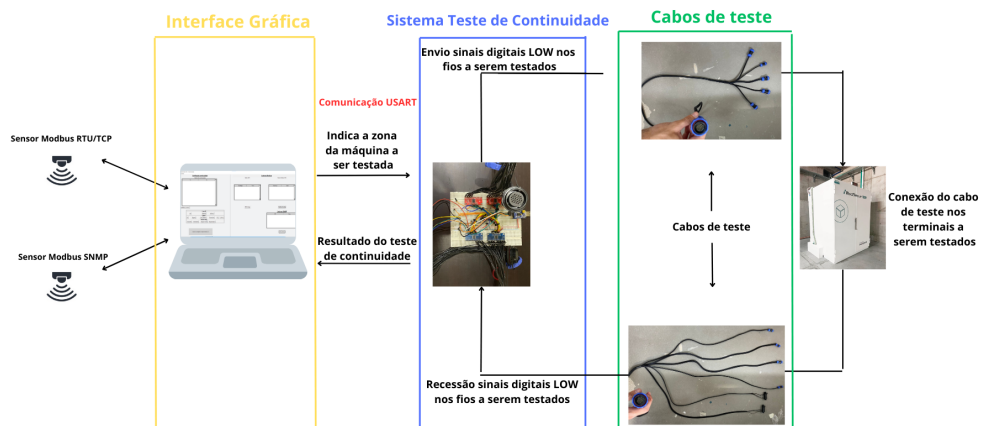 Interface Gráfica
Sistema Teste de Continuidade
Cabos de teste
Envio sinais digitais LOW nos
fios a serem testados
Comunicação USART
Indica a zona
da máquina a
ser testada
Sensor Modbus RTU/TCP
Resultado do teste
de continuidade
Sensor Modbus SNMP
Cabos de teste
Conexão do cabo
de teste nos
terminais a
serem testados
Recessão sinais digitais LOW
nos fios a serem testados